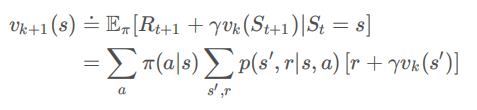 v_{k+1}(s) ≐ 𝔼_π[R_{t+1} + γv_k(S_{t+1})|S_t = s]
= ∑_a π(a|s) ∑_{s′,r} p(s′, r|s, a) [r + γv_k(s′)]